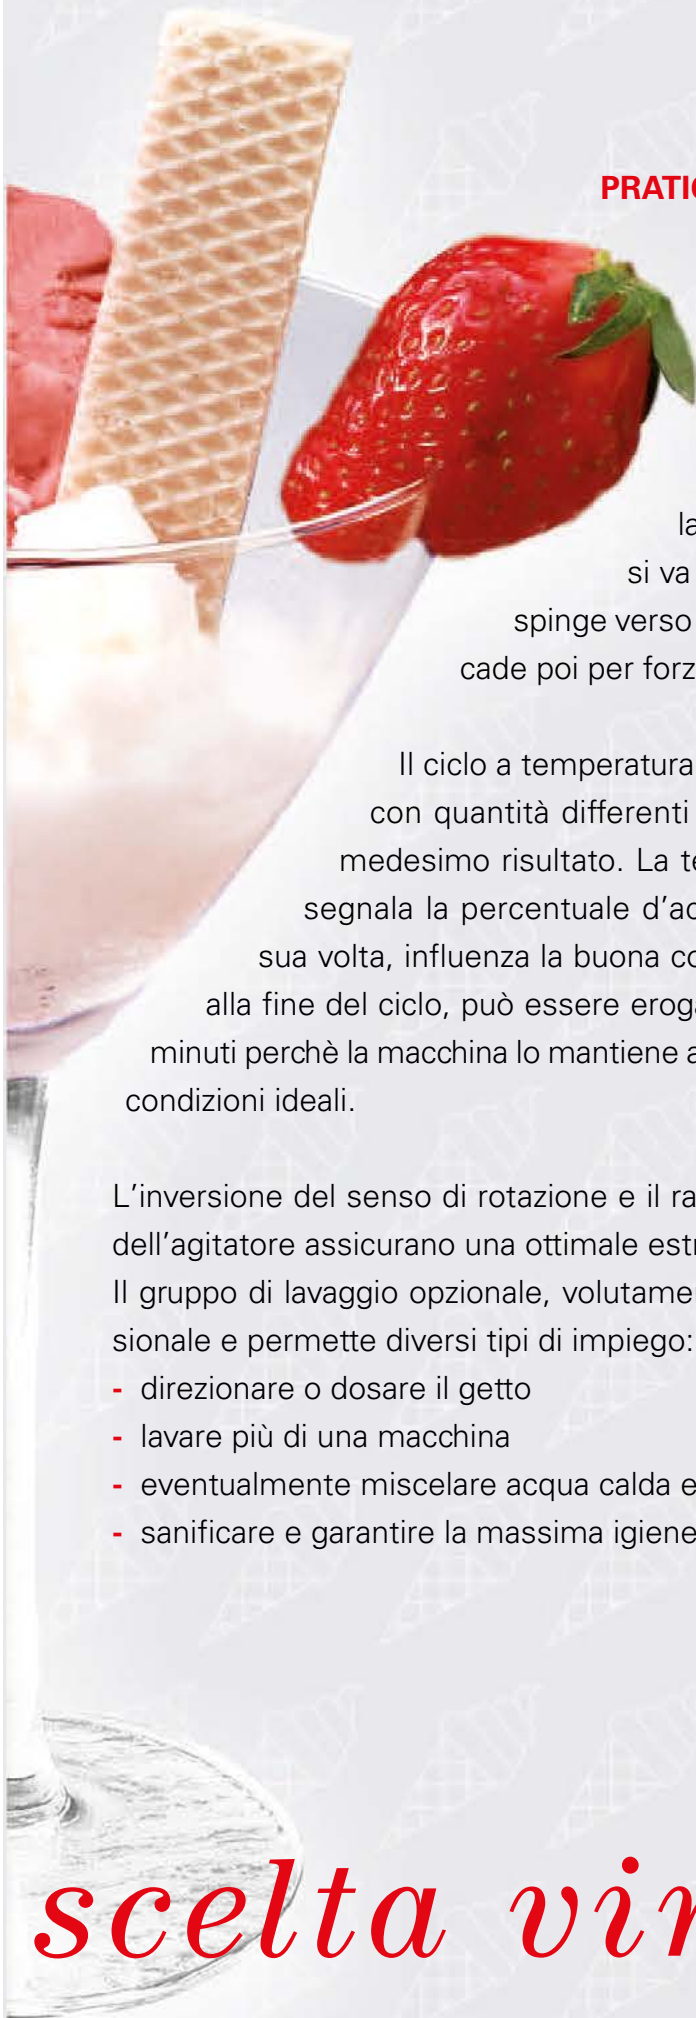 PRATIC
la
si va
spinge verso
cade poi per forz
Il ciclo a temperatura
con quantità differenti
medesimo risultato. La te
segnala la percentuale d’ac
sua volta, influenza la buona co
alla fine del ciclo, può essere eroga
minuti perchè la macchina lo mantiene a
condizioni ideali.
L’inversione del senso di rotazione e il ra
dell’agitatore assicurano una ottimale estr
Il gruppo di lavaggio opzionale, volutame
sionale e permette diversi tipi di impiego:
- direzionare o dosare il getto
- lavare più di una macchina
- eventualmente miscelare acqua calda e
- sanificare e garantire la massima igiene
scelta vin